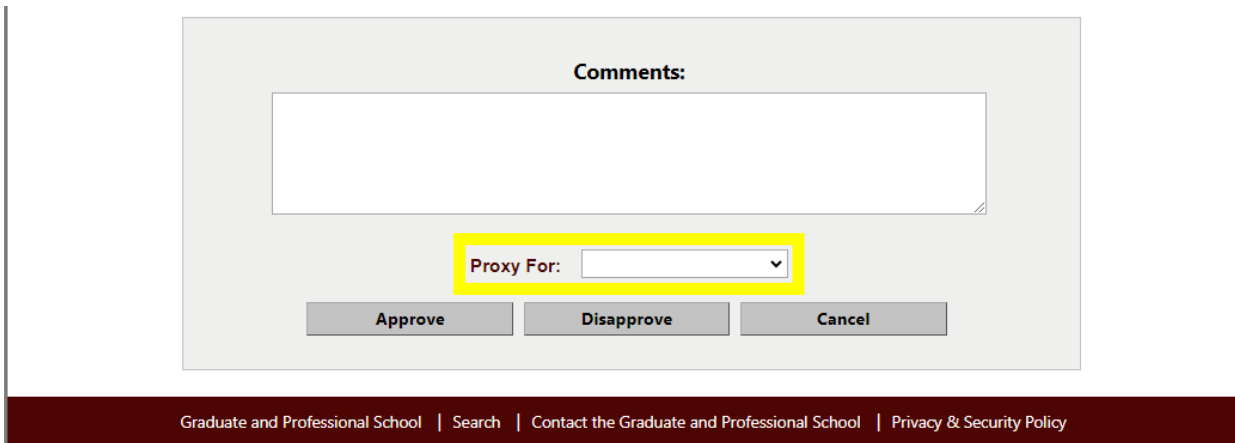 Comments:
Proxy For:
Approve Disapprove Cancel
Graduate and Professional School | Search | Contact the Graduate and Professional School | Privacy & Security Policy